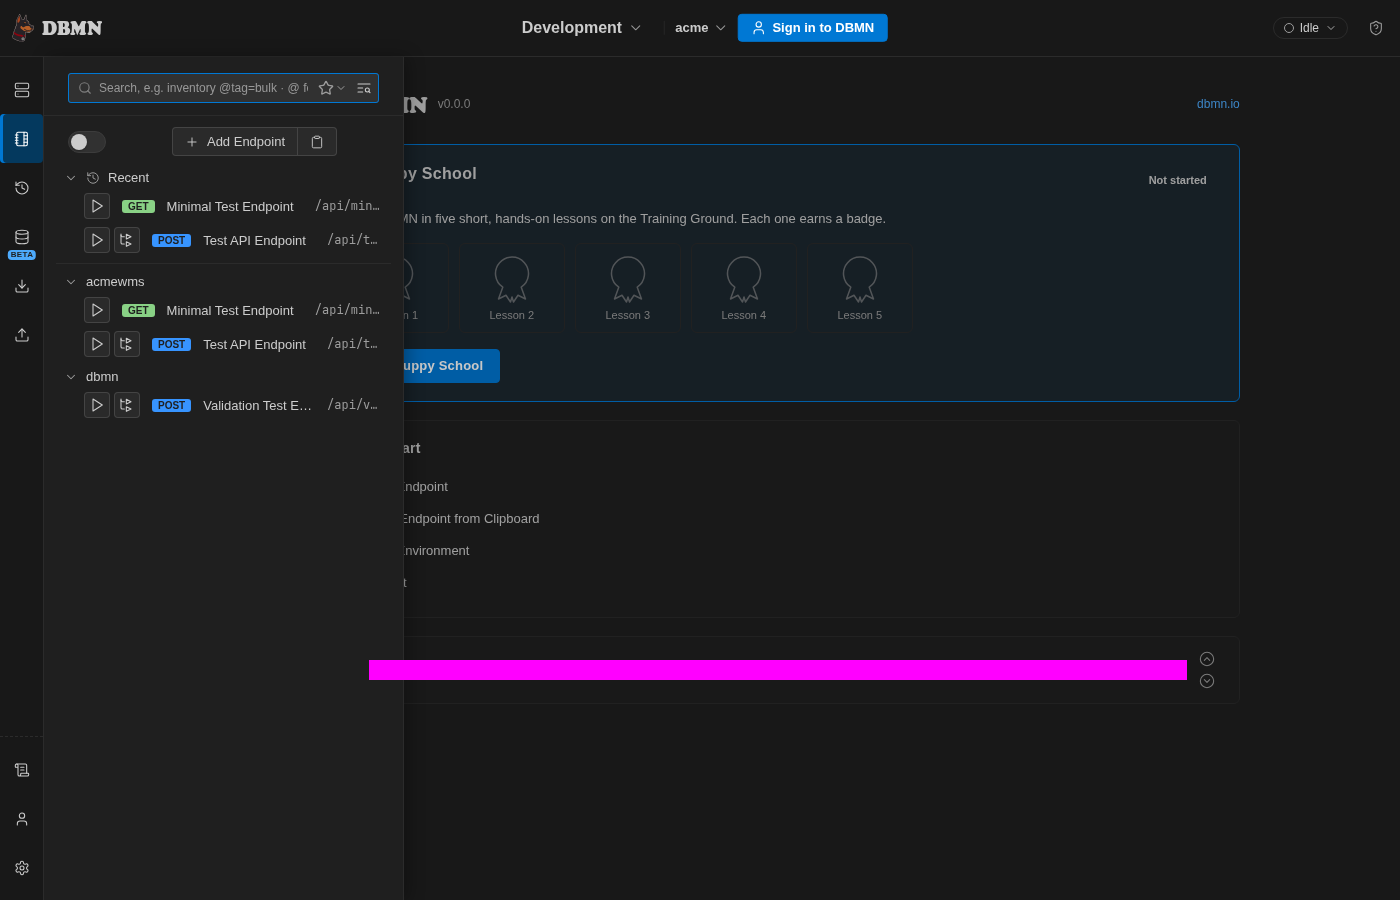 DBMN
Development
acme
Sign in to DBMN
Idle
Search, e.g. inventory @tag=bulk · @ f
v0.0.0
dbmn.io
Add Endpoint
Recent
GET Minimal Test Endpoint /api/min…
POST Test API Endpoint /api/t…
acmewms
GET Minimal Test Endpoint /api/min…
POST Test API Endpoint /api/t…
dbmn
POST Validation Test E… /api/v…
BETA
School
Not started
in five short, hands-on lessons on the Training Ground. Each one earns a badge.
1
Lesson 2
Lesson 3
Lesson 4
Lesson 5
uppy School
art
ndpoint
Endpoint from Clipboard
nvironment
t